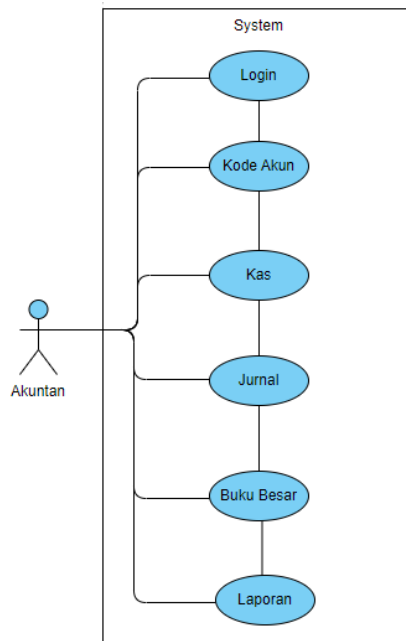 System
Login
Kode Akun
Kas
Akuntan
Jurnal
Buku Besar
Laporan